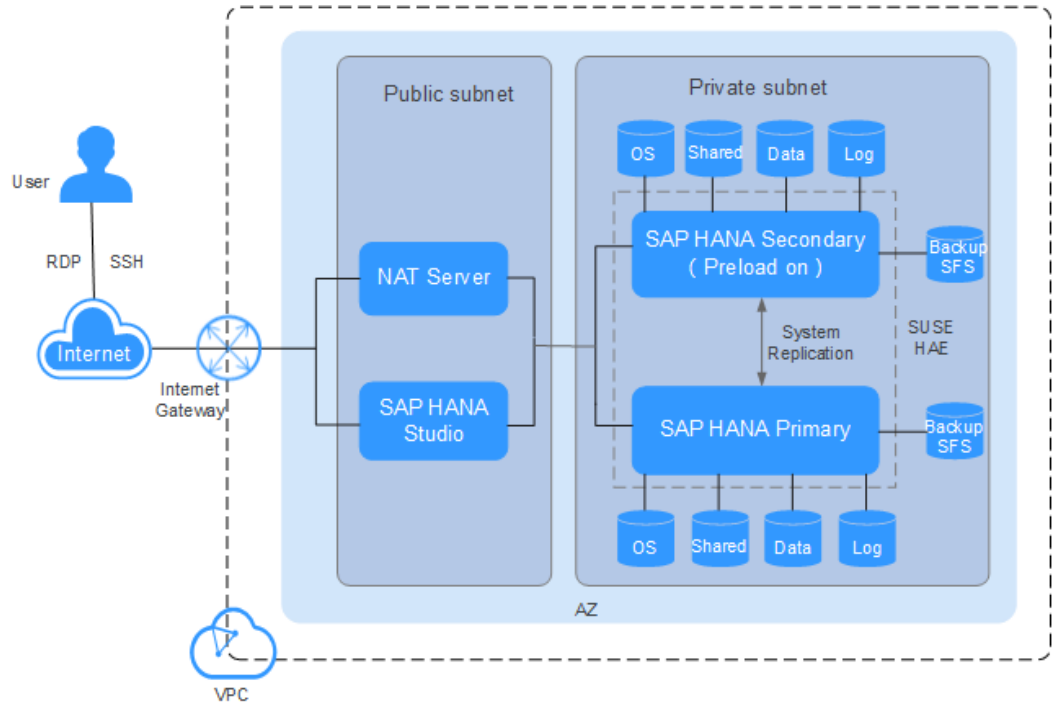 Public subnet
Private subnet
OS
Shared
Data
Log
User
RDP
SSH
Internet
Internet
Gateway
NAT Server
SAP HANA
Studio
SAP HANA Secondary
( Preload on )
Backup
SFS
System
Replication
SUSE
HAE
SAP HANA Primary
Backup
SFS
OS
Shared
Data
Log
AZ
VPC